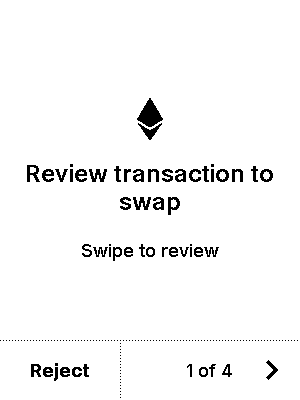 Review transaction to
swap
Swipe to review
Reject
1 of 4